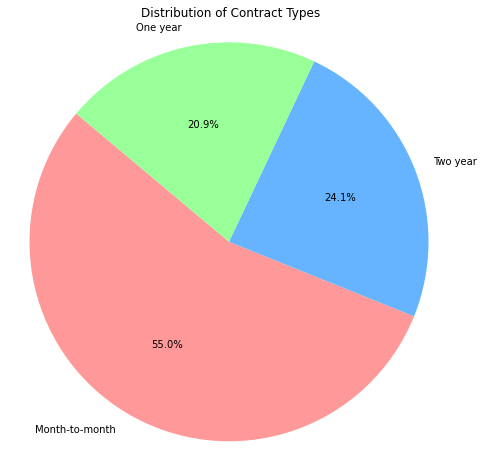 Distribution of Contract Types
One year
20.9%
Two year
24.1%
55.0%
Month-to-month